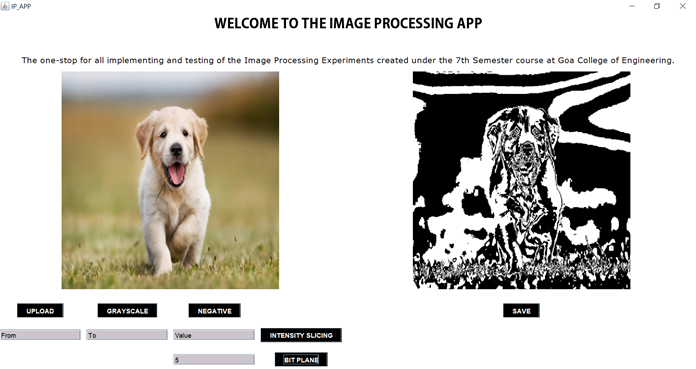 IP_APP
WELCOME TO THE IMAGE PROCESSING APP
The one-stop for all implementing and testing of the Image Processing Experiments created under the 7th Semester course at Goa College of Engineering.
UPLOAD GRAYSCALE NEGATIVE SAVE
From To Value INTENSITY SLICING
5 BIT PLANE